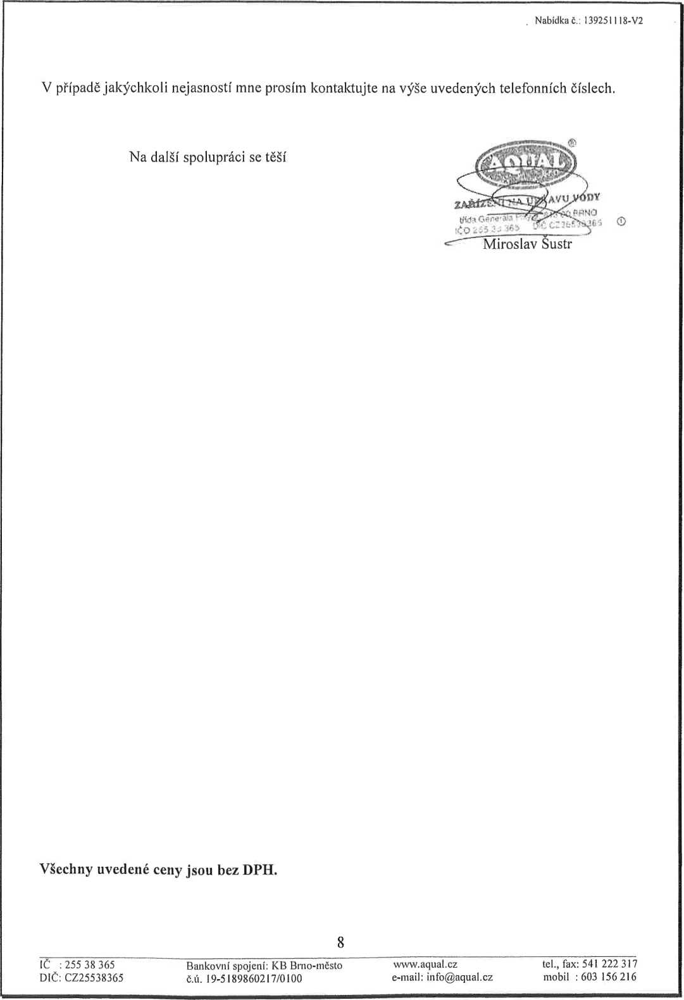 Nabídka č.: 139251118-V2
V případě jakýchkoli nejasností mne prosím kontaktujte na výše uvedených telefonních číslech.
Na další spolupráci se těší
AQUAL
®
ZAŘÍZENÍ NA ÚPRAVU VODY
třída Generála BRNO
IČO 255 38 365 DIČ
①
Miroslav Šustr
Všechny uvedené ceny jsou bez DPH.
8
IČ : 255 38 365
DIČ: CZ25538365
Bankovní spojení: KB Brno-město
č.ú. 19-5189860217/0100
www.aqual.cz
e-mail: info@aqual.cz
tel., fax: 541 222 317
mobil : 603 156 216